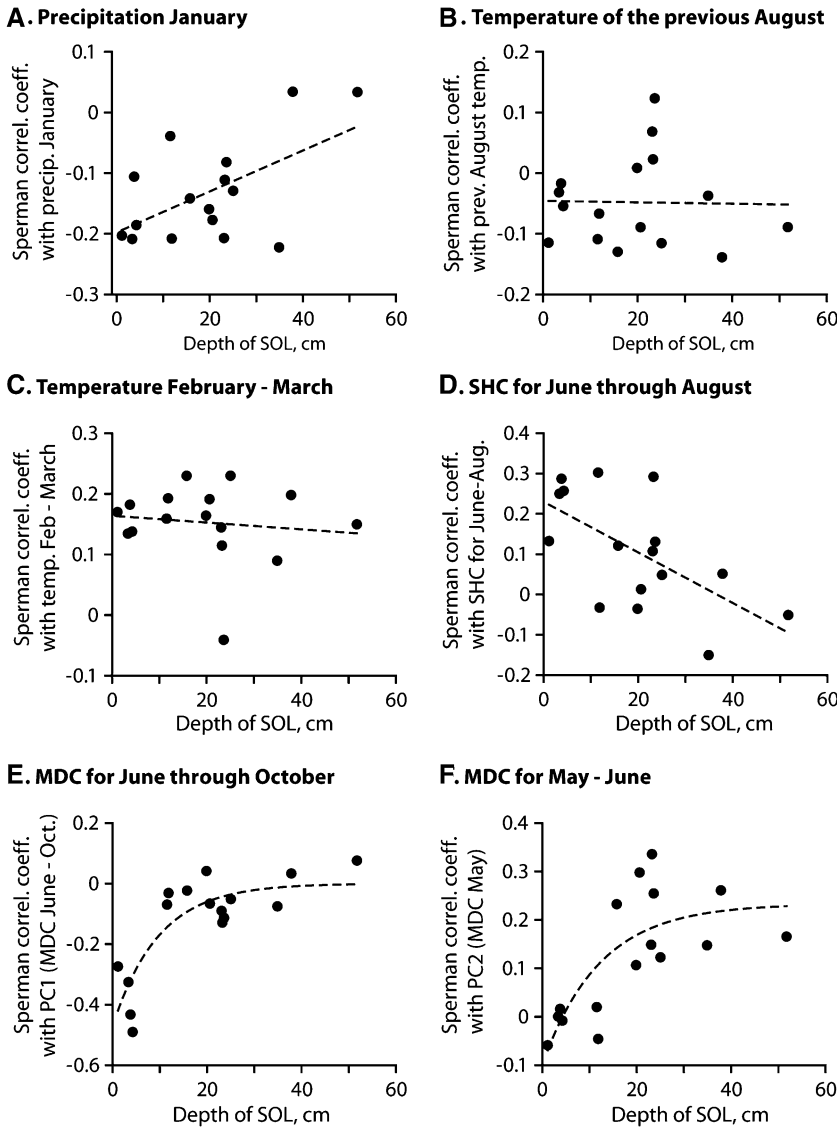 A. Precipitation January
Sperman correl. coeff.
with precip. January
0.1
0
-0.1
-0.2
-0.3
0
20
40
60
Depth of SOL, cm
B. Temperature of the previous August
Sperman correl. coeff.
with prev. August temp.
0.2
0.1
0
-0.1
-0.2
0
20
40
60
Depth of SOL, cm
C. Temperature February - March
Sperman correl. coeff.
with temp. Feb - March
0.3
0.2
0.1
0
-0.1
0
20
40
60
Depth of SOL, cm
D. SHC for June through August
Sperman correl. coeff.
with SHC for June-Aug.
0.4
0.3
0.2
0.1
0
-0.1
-0.2
0
20
40
60
Depth of SOL, cm
E. MDC for June through October
Sperman correl. coeff.
with PC1 (MDC June - Oct.)
0.2
0
-0.2
-0.4
-0.6
0
20
40
60
Depth of SOL, cm
F. MDC for May - June
Sperman correl. coeff.
with PC2 (MDC May)
0.4
0.3
0.2
0.1
0
-0.1
0
20
40
60
Depth of SOL, cm